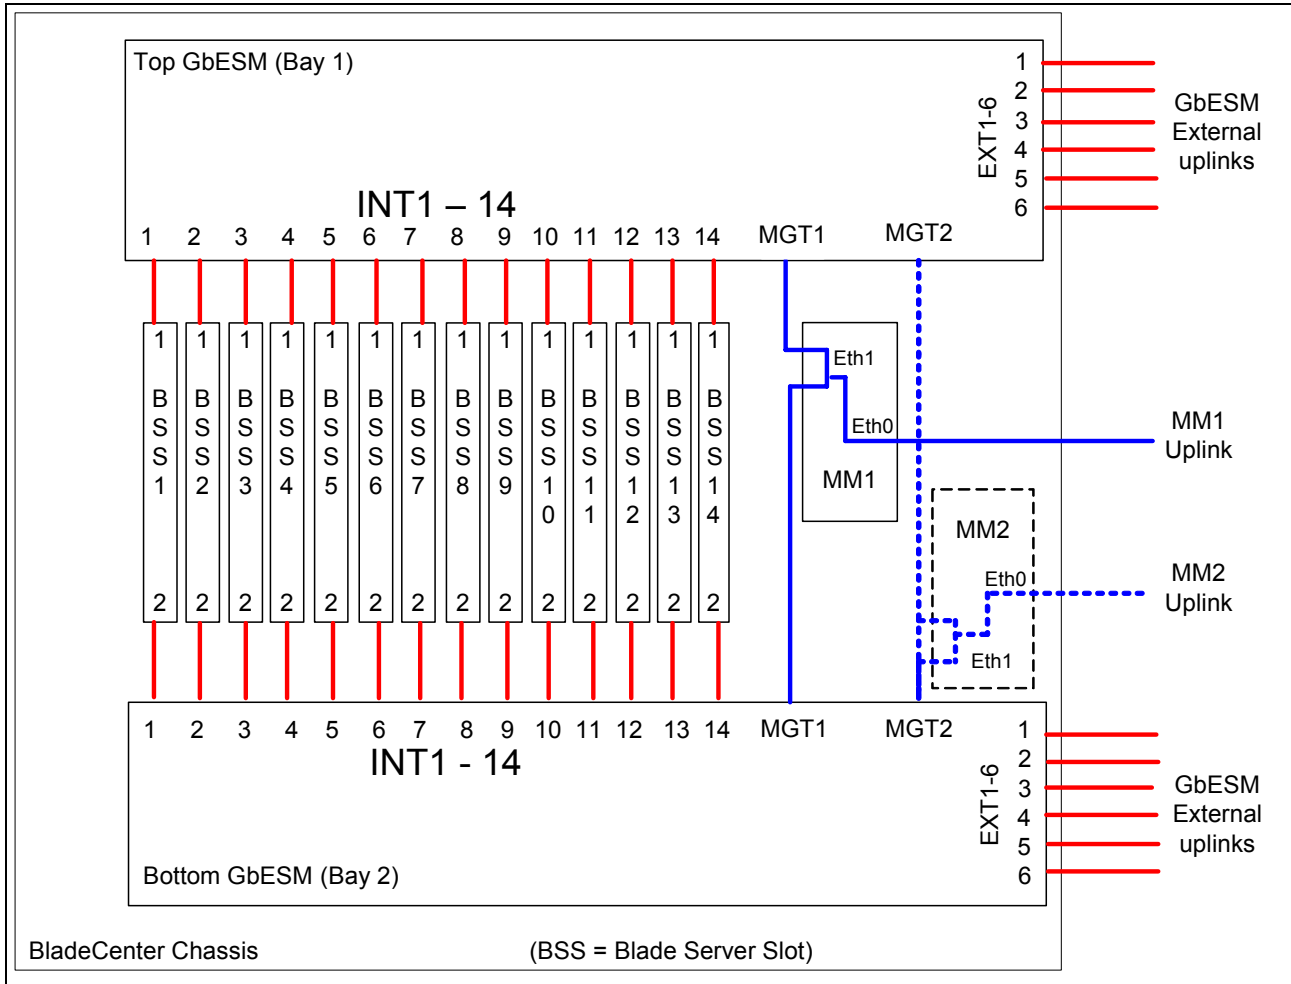 Top GbESM (Bay 1)
1
2
3
4
5
6
EXT1-6
GbESM
External
uplinks
INT1 – 14
1 2 3 4 5 6 7 8 9 10 11 12 13 14 MGT1 MGT2
1 1 1 1 1 1 1 1 1 1 1 1 1 1
BSS1 BSS2 BSS3 BSS4 BSS5 BSS6 BSS7 BSS8 BSS9 BSS10 BSS11 BSS12 BSS13 BSS14
2 2 2 2 2 2 2 2 2 2 2 2 2 2
Eth1
Eth0
MM1
MM1
Uplink
MM2
Eth0
Eth1
MM2
Uplink
1 2 3 4 5 6 7 8 9 10 11 12 13 14 MGT1 MGT2
INT1 - 14
1
2
3
4
5
6
EXT1-6
GbESM
External
uplinks
Bottom GbESM (Bay 2)
BladeCenter Chassis
(BSS = Blade Server Slot)